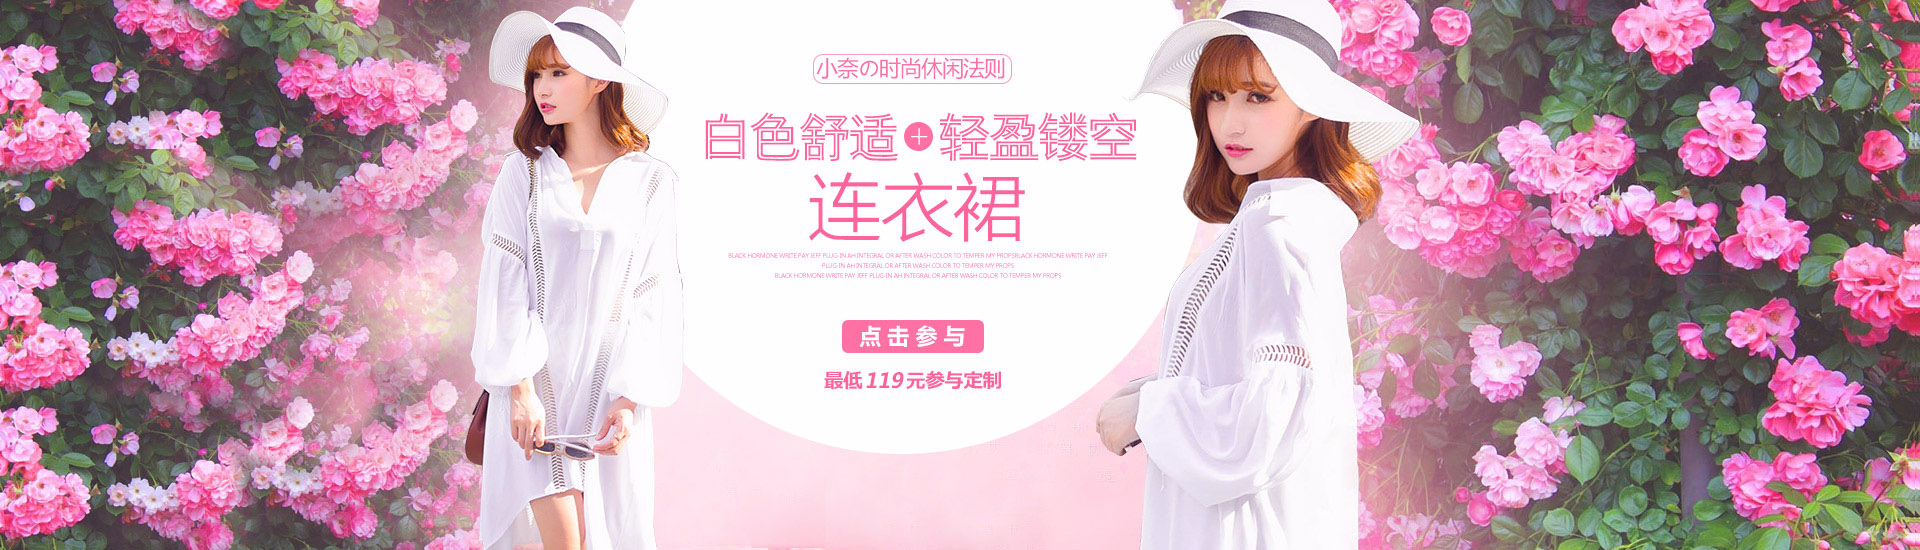 小奈の时尚休闲法则
白色舒适+轻盈镂空
连衣裙
BLACK HORMONE WRITE PAY JEFF PLUG-IN AH INTEGRAL OR AFTER WASH COLOR TO TEMPER MY PROPSBLACK HORMONE WRITE PAY JEFF
PLUG-IN AH INTEGRAL OR AFTER WASH COLOR TO TEMPER MY PROPS
BLACK HORMONE WRITE PAY JEFF PLUG-IN AH INTEGRAL OR AFTER WASH COLOR TO TEMPER MY PROPS
点击参与
最低119元参与定制